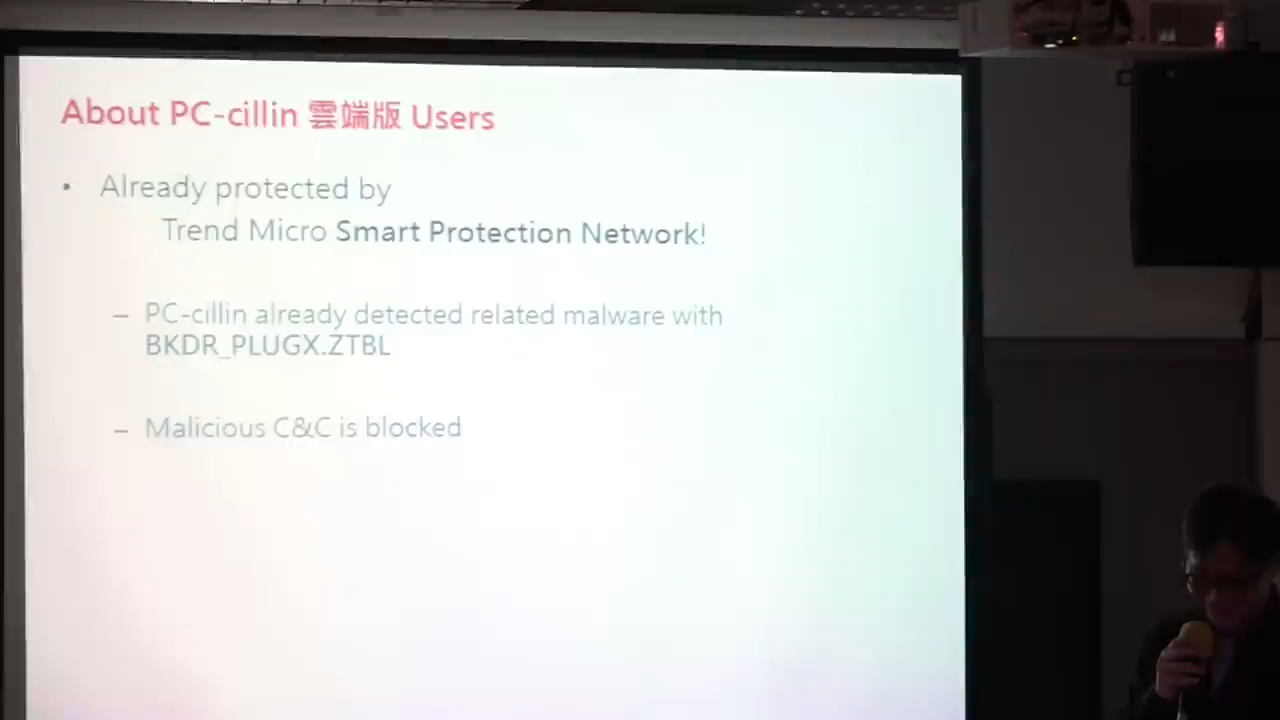 About PC-cillin 雲端版 Users
• Already protected by
Trend Micro Smart Protection Network!
– PC-cillin already detected related malware with
BKDR_PLUGX.ZTBL
– Malicious C&C is blocked